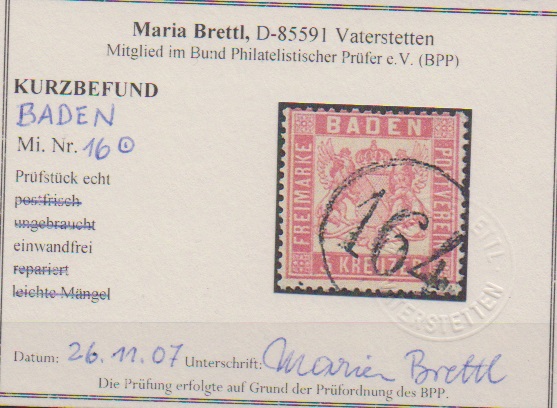 Maria Brettl, D-85591 Vaterstetten
Mitglied im Bund Philatelistischer Prüfer e.V. (BPP)
KURZBEFUND
BADEN
Mi. Nr. 16
Prüfstück echt
postfrisch
ungebraucht
einwandfrei
repariert
leichte Mängel
BADEN
FREIMARKE
POSTVEREIN
KREUZER
164
BRETTL
VATERSTETTEN
Datum: 26.11.07 Unterschrift: Maria Brettl
Die Prüfung erfolgte auf Grund der Prüfordnung des BPP.